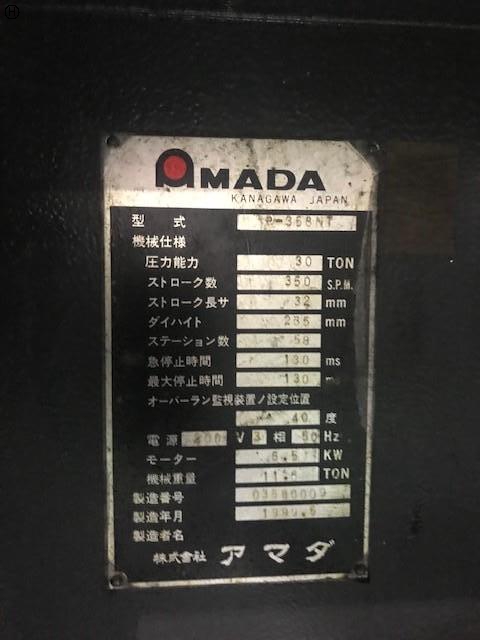 AMADA
KANAGAWA JAPAN
型式
機械仕様
圧力能力 30 TON
ストローク数 350 S.P.M.
ストローク長サ 32 mm
ダイハイト mm
ステーション数 58
急停止時間 130 ms
最大停止時間 130
オーバーラン監視装置ノ設定位置
40 度
電源 200 V 3 相 Hz
モーター KW
機械重量 TON
製造番号
製造年月
製造者名
株式会社 アマダ